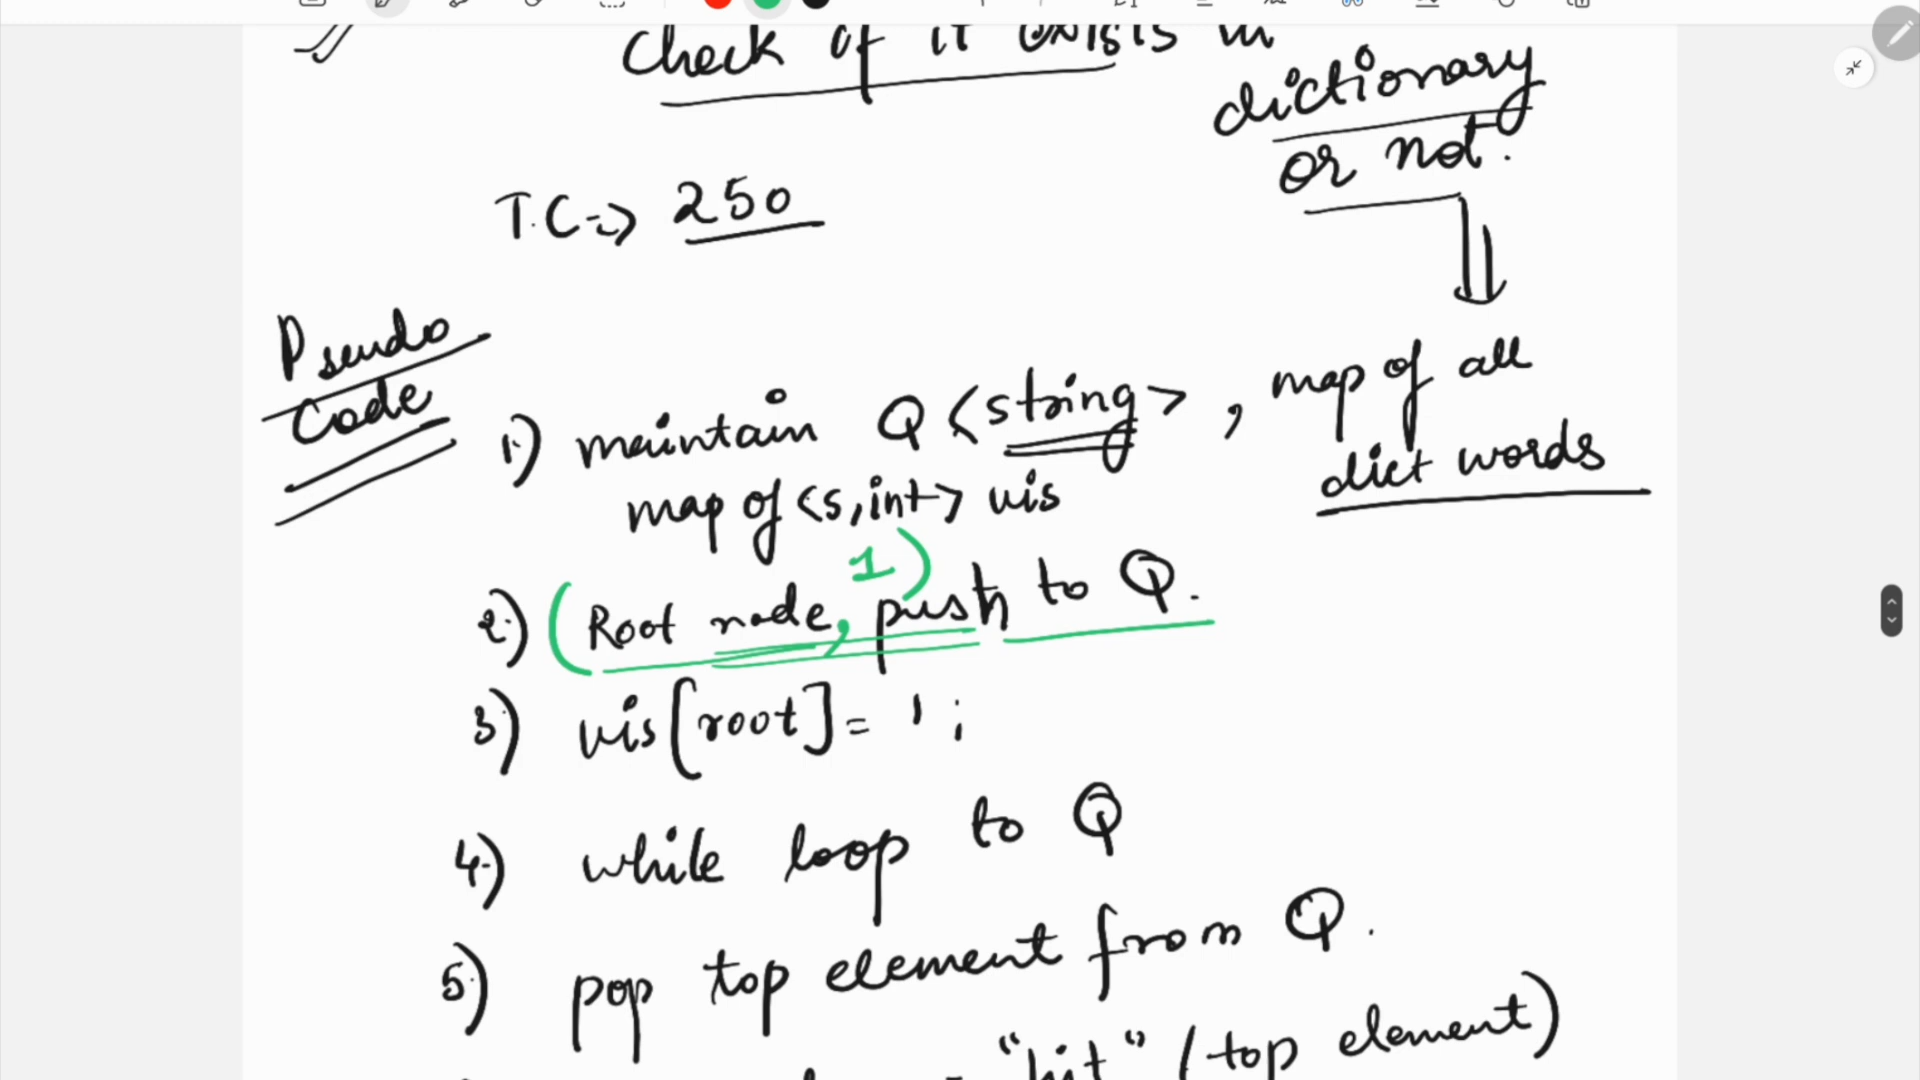 Check of it exists in
dictionary
or not.
T.C => 250
Pseudo
Code
1.) maintain Q <string> , map of all
dict words
map of <s, int> vis
2.) (Root node, 1) push to Q.
3.) vis[root] = 1 ;
4.) while loop to Q
5.) pop top element from Q.
"hit" (top element)